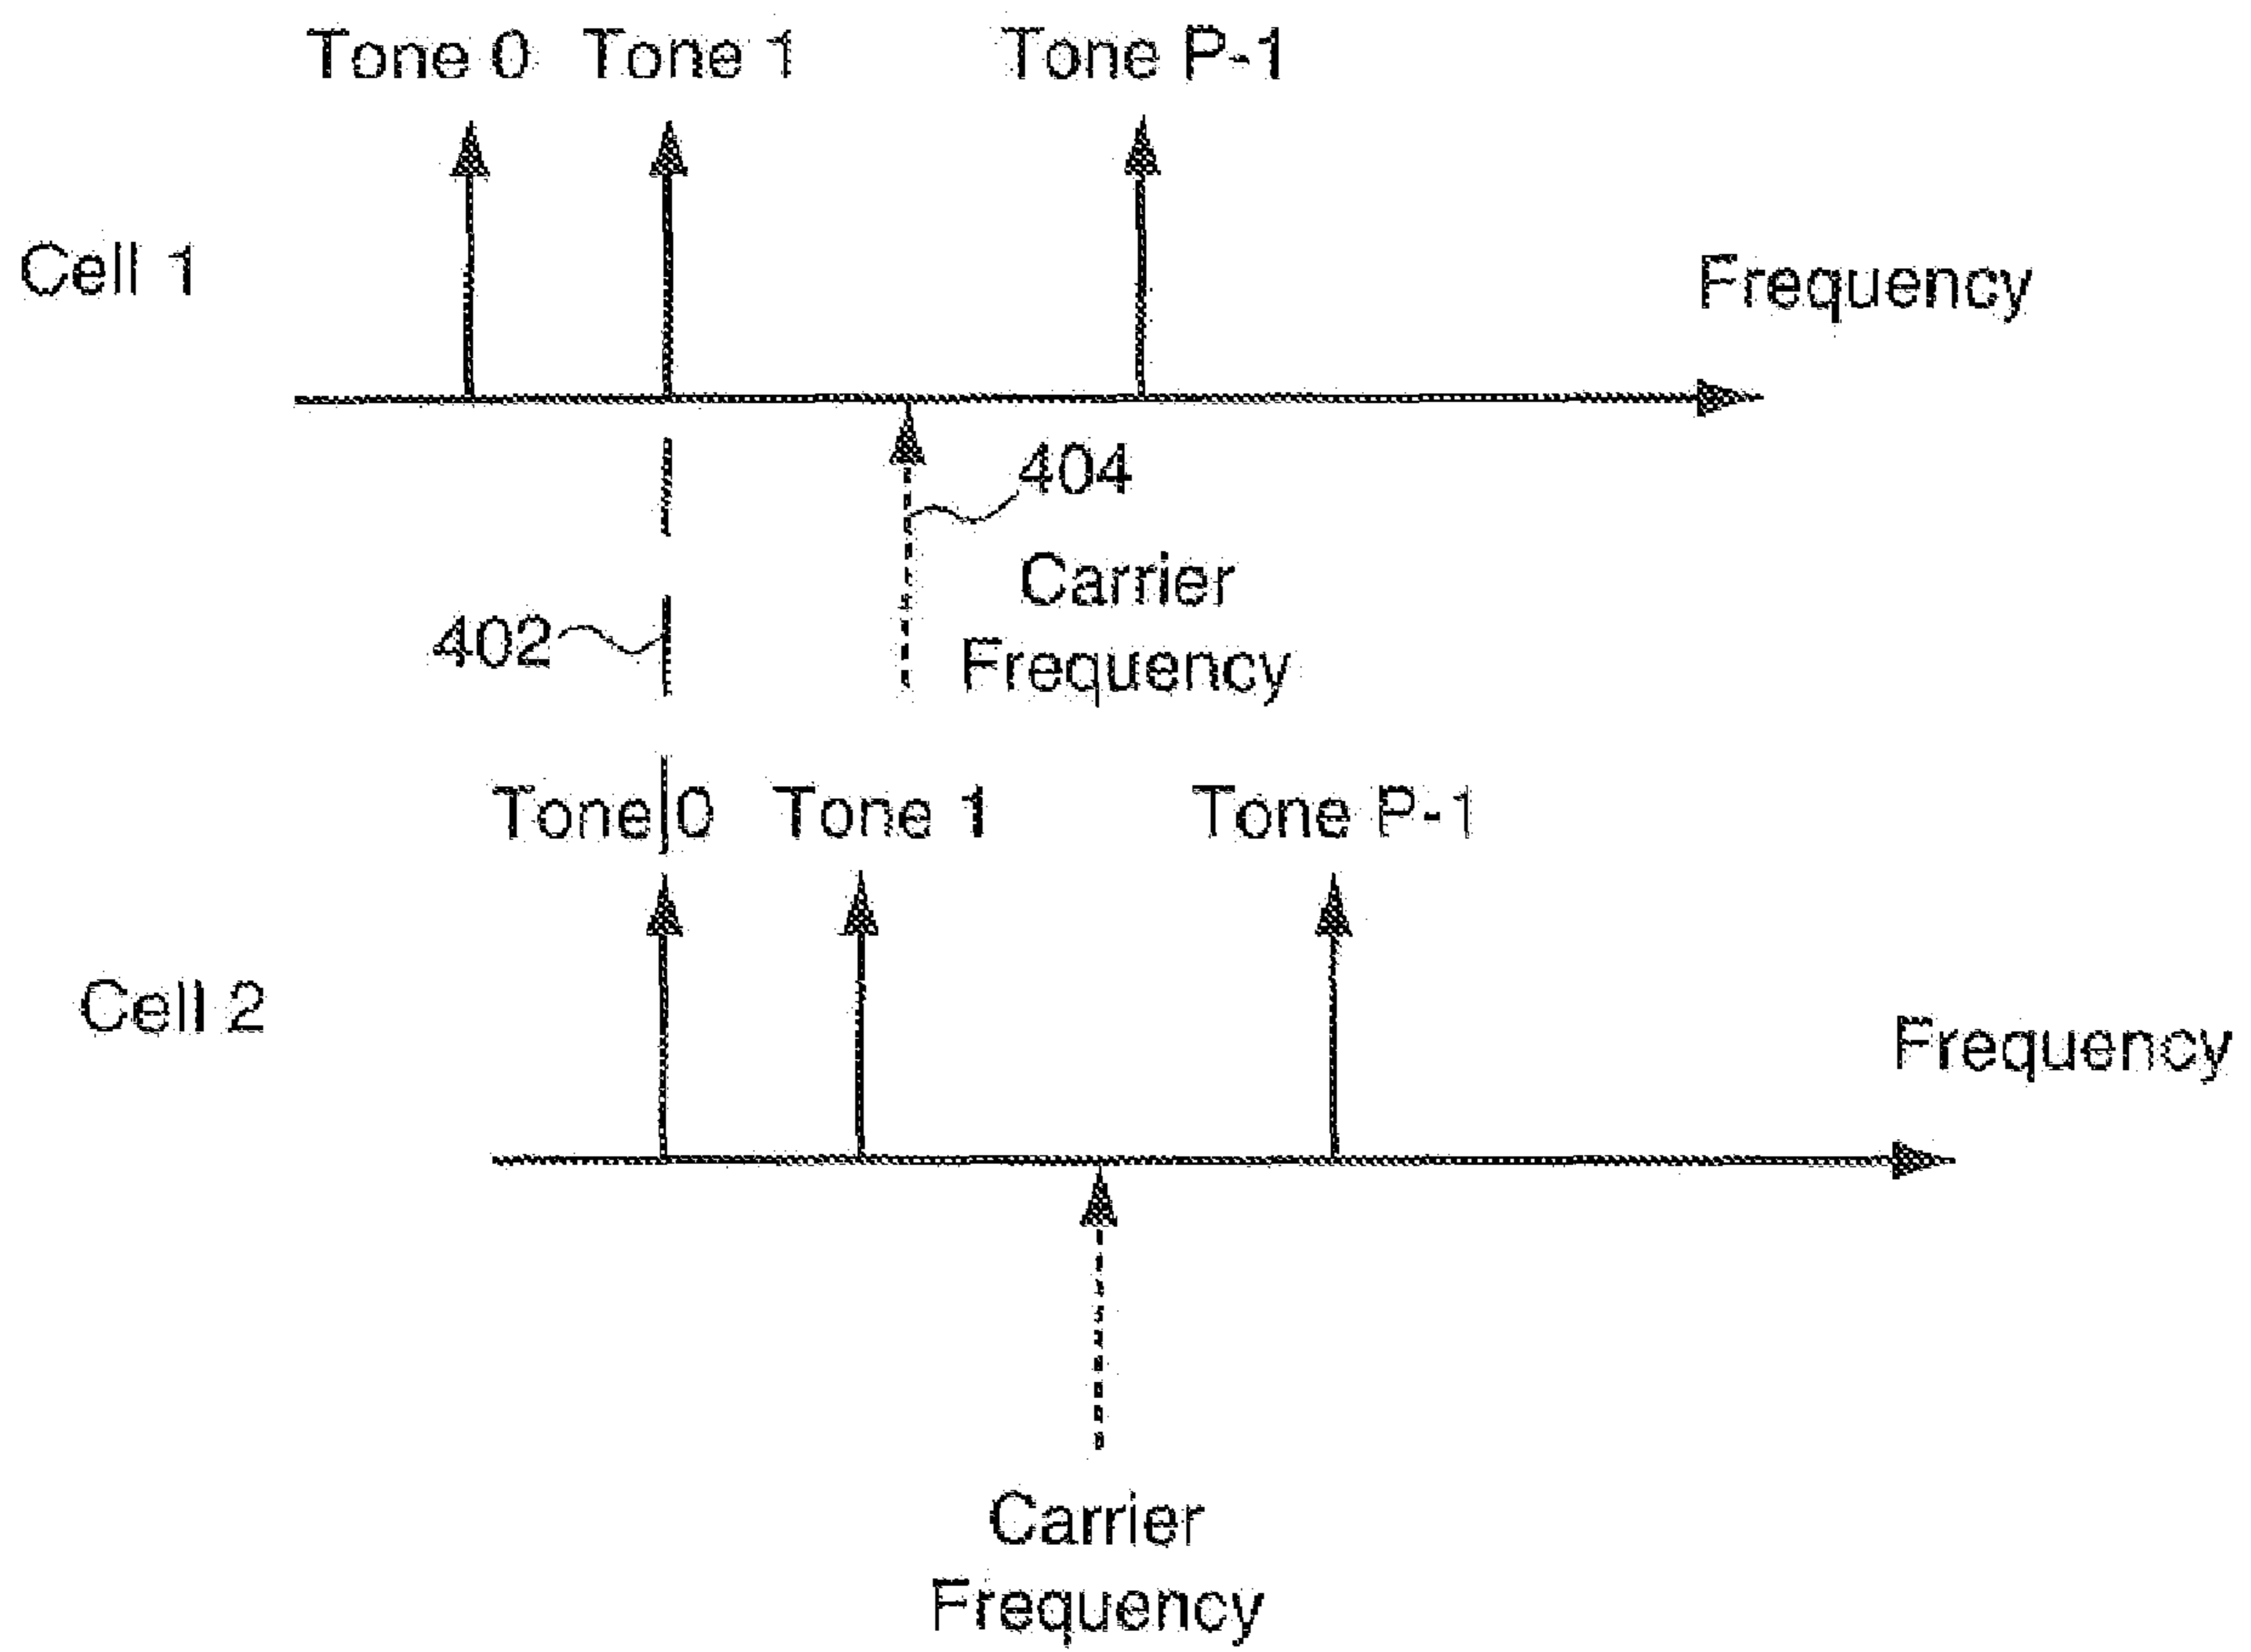 Tone 0 Tone 1 Tone P-1
Cell 1
Frequency
404
Carrier
Frequency
402
Tone 0 Tone 1 Tone P-1
Cell 2
Frequency
Carrier
Frequency